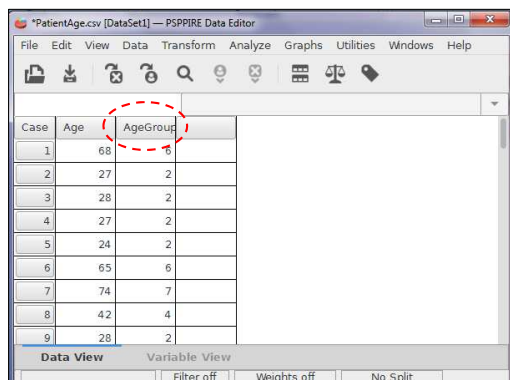 *PatientAge.csv [DataSet1] — PSPPIRE Data Editor
File Edit View Data Transform Analyze Graphs Utilities Windows Help
Case Age AgeGroup
1 68 6
2 27 2
3 28 2
4 27 2
5 24 2
6 65 6
7 74 7
8 42 4
9 28 2
Data View Variable View
Filter off Weights off No Split